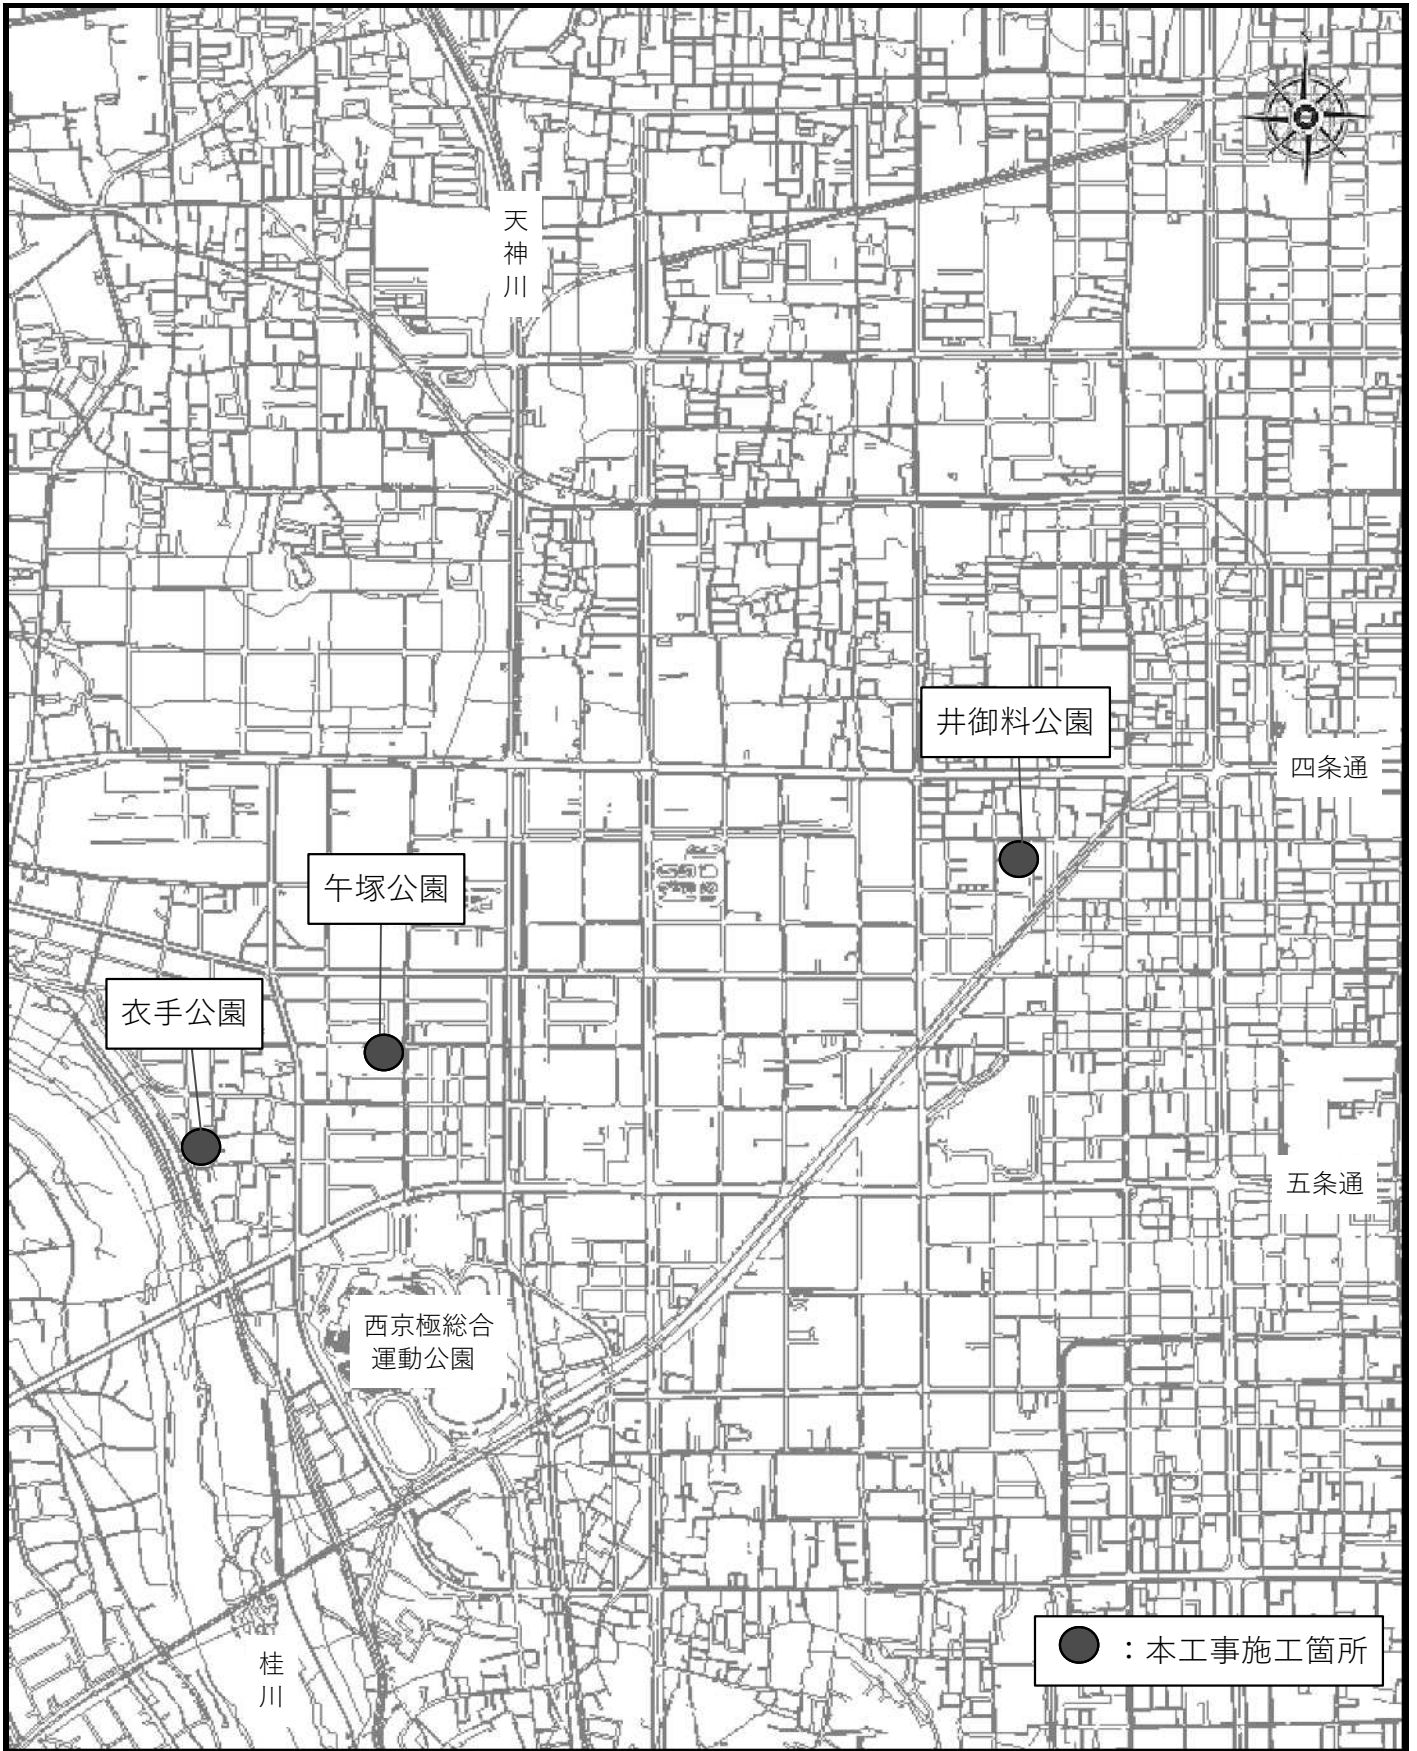 天神川
井御料公園
四条通
午塚公園
衣手公園
五条通
西京極総合
運動公園
桂川
：本工事施工箇所